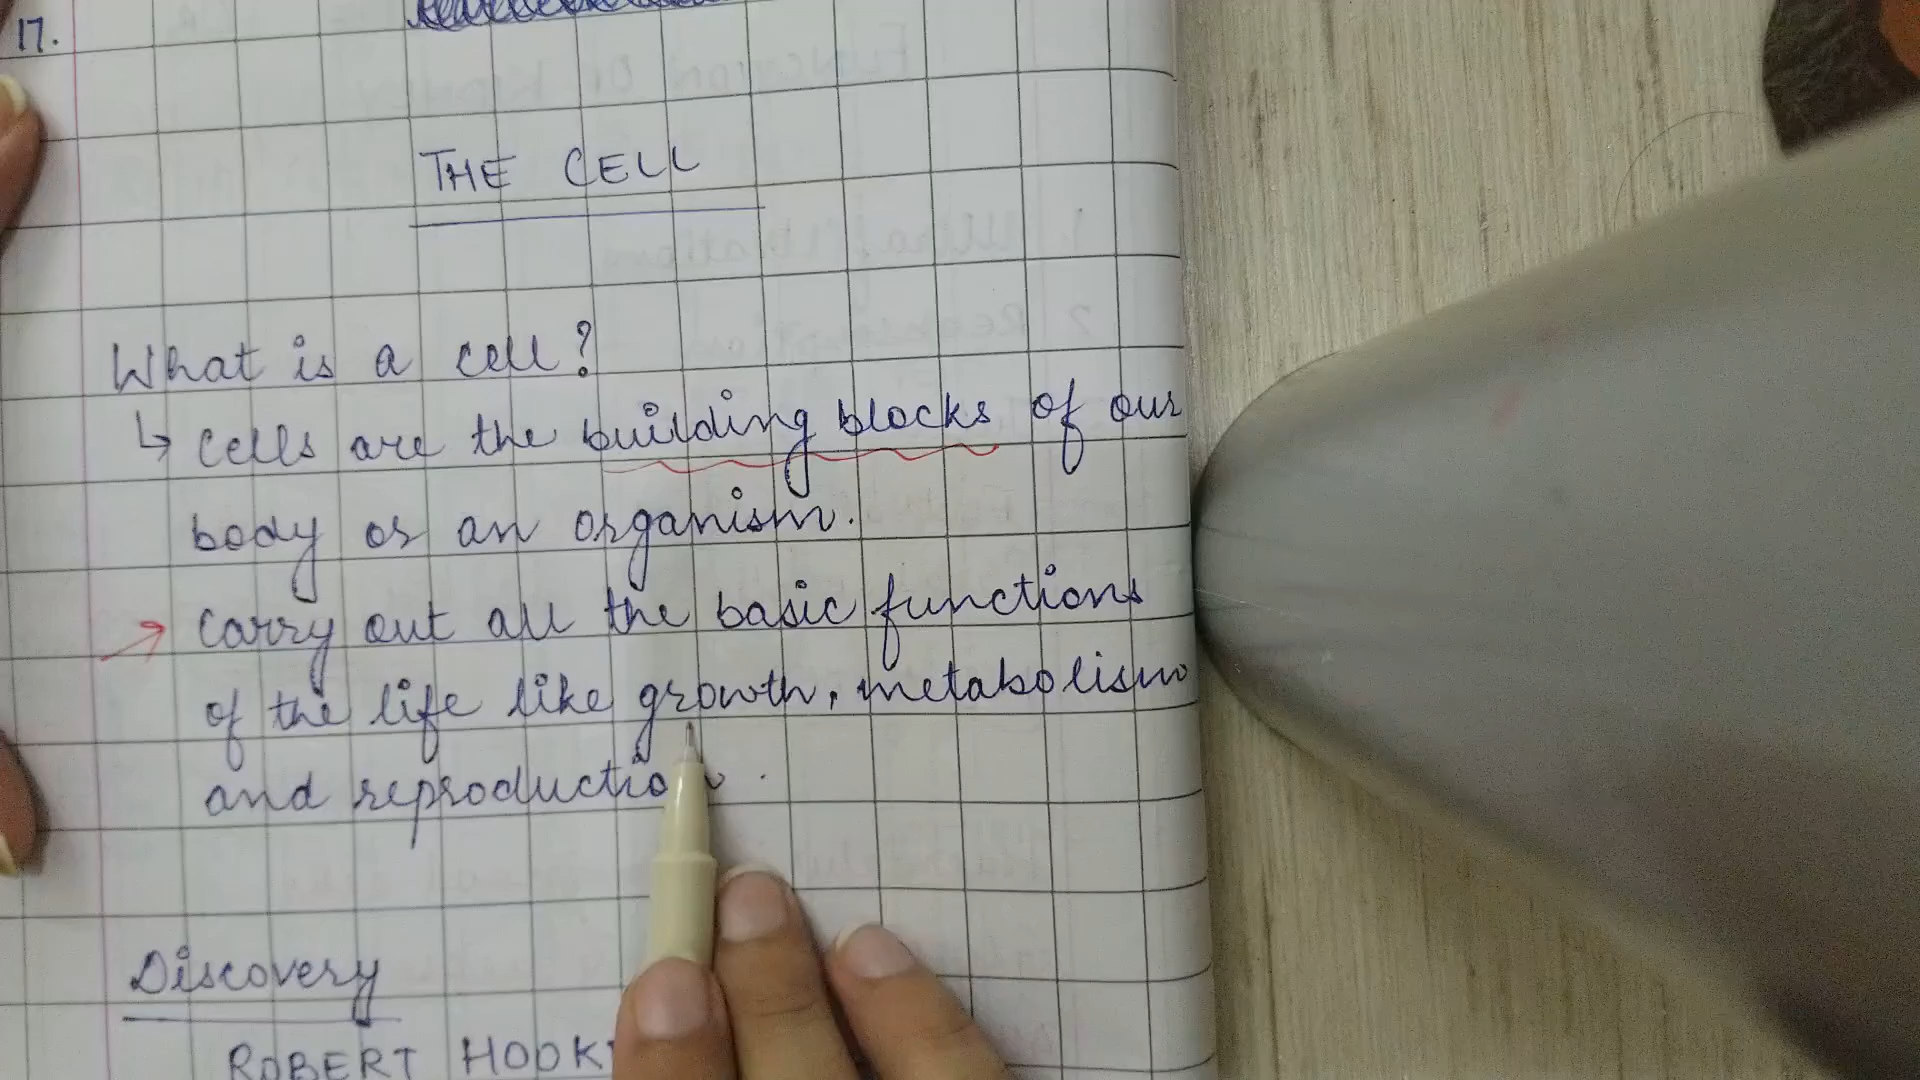 17.
THE CELL
What is a cell?
↳ cells are the building blocks of our
body or an organism.
→ carry out all the basic functions
of the life like growth, metabolism
and reproduction.
Discovery
ROBERT